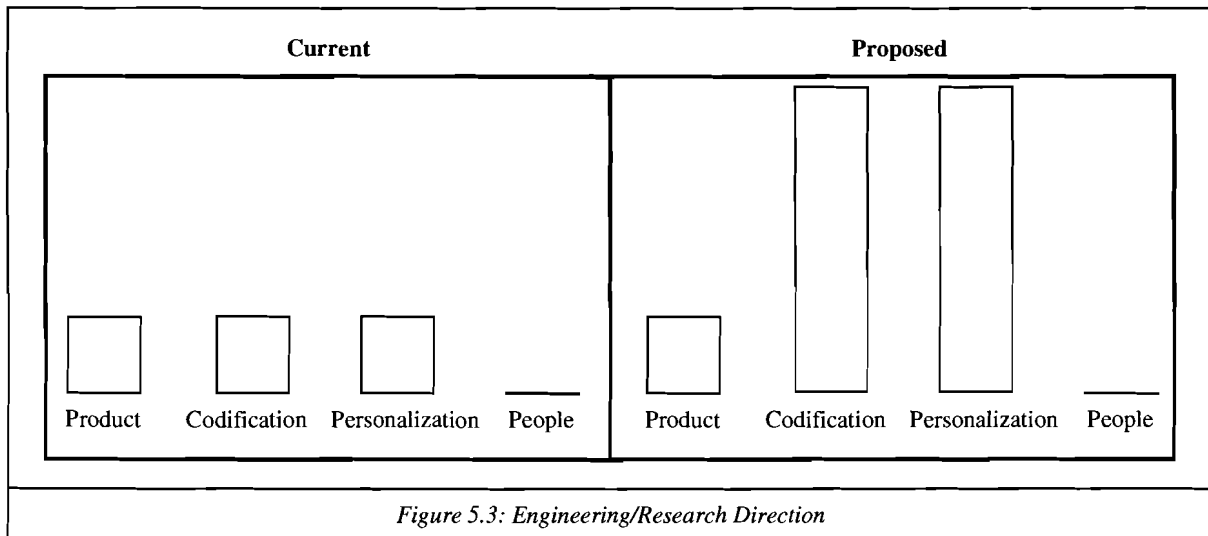 Current Proposed
Product Codification Personalization People Product Codification Personalization People
Figure 5.3: Engineering/Research Direction